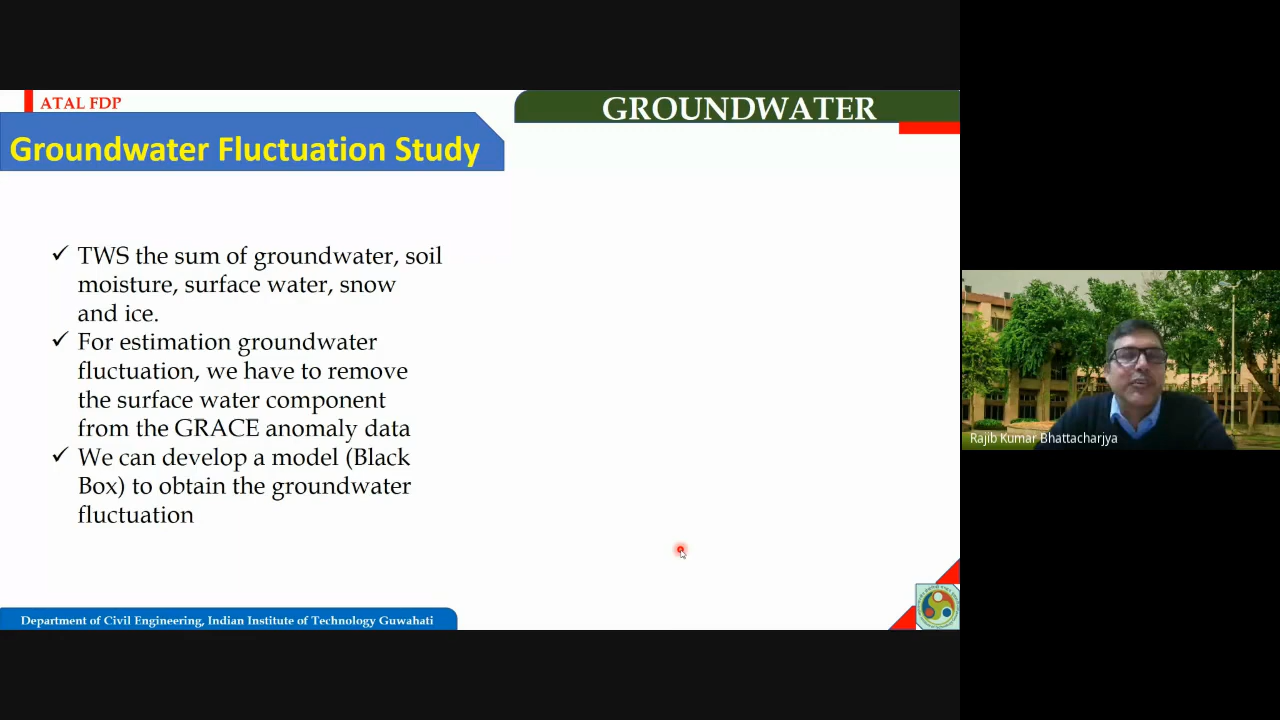 ATAL FDP
GROUNDWATER
Groundwater Fluctuation Study
✓ TWS the sum of groundwater, soil
moisture, surface water, snow
and ice.
✓ For estimation groundwater
fluctuation, we have to remove
the surface water component
from the GRACE anomaly data
✓ We can develop a model (Black
Box) to obtain the groundwater
fluctuation
Rajib Kumar Bhattacharjya
Department of Civil Engineering, Indian Institute of Technology Guwahati